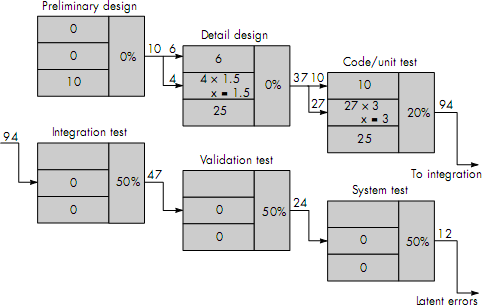 Preliminary design
0
0
10
0%
10 6
4
Detail design
6
4 × 1.5
x = 1.5
25
0%
37 10
27
Code/unit test
10
27 × 3
x = 3
25
20%
94
To integration
94
Integration test
0
0
50%
47
Validation test
0
0
50%
24
System test
0
0
50%
12
Latent errors